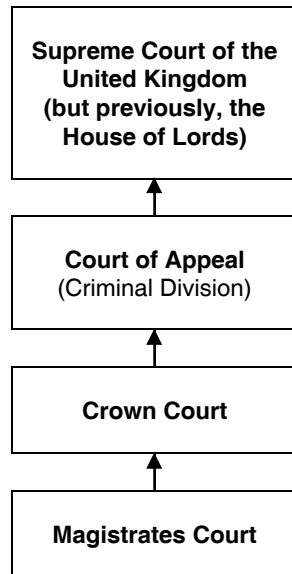 Supreme Court of the
United Kingdom
(but previously, the
House of Lords)
Court of Appeal
(Criminal Division)
Crown Court
Magistrates Court